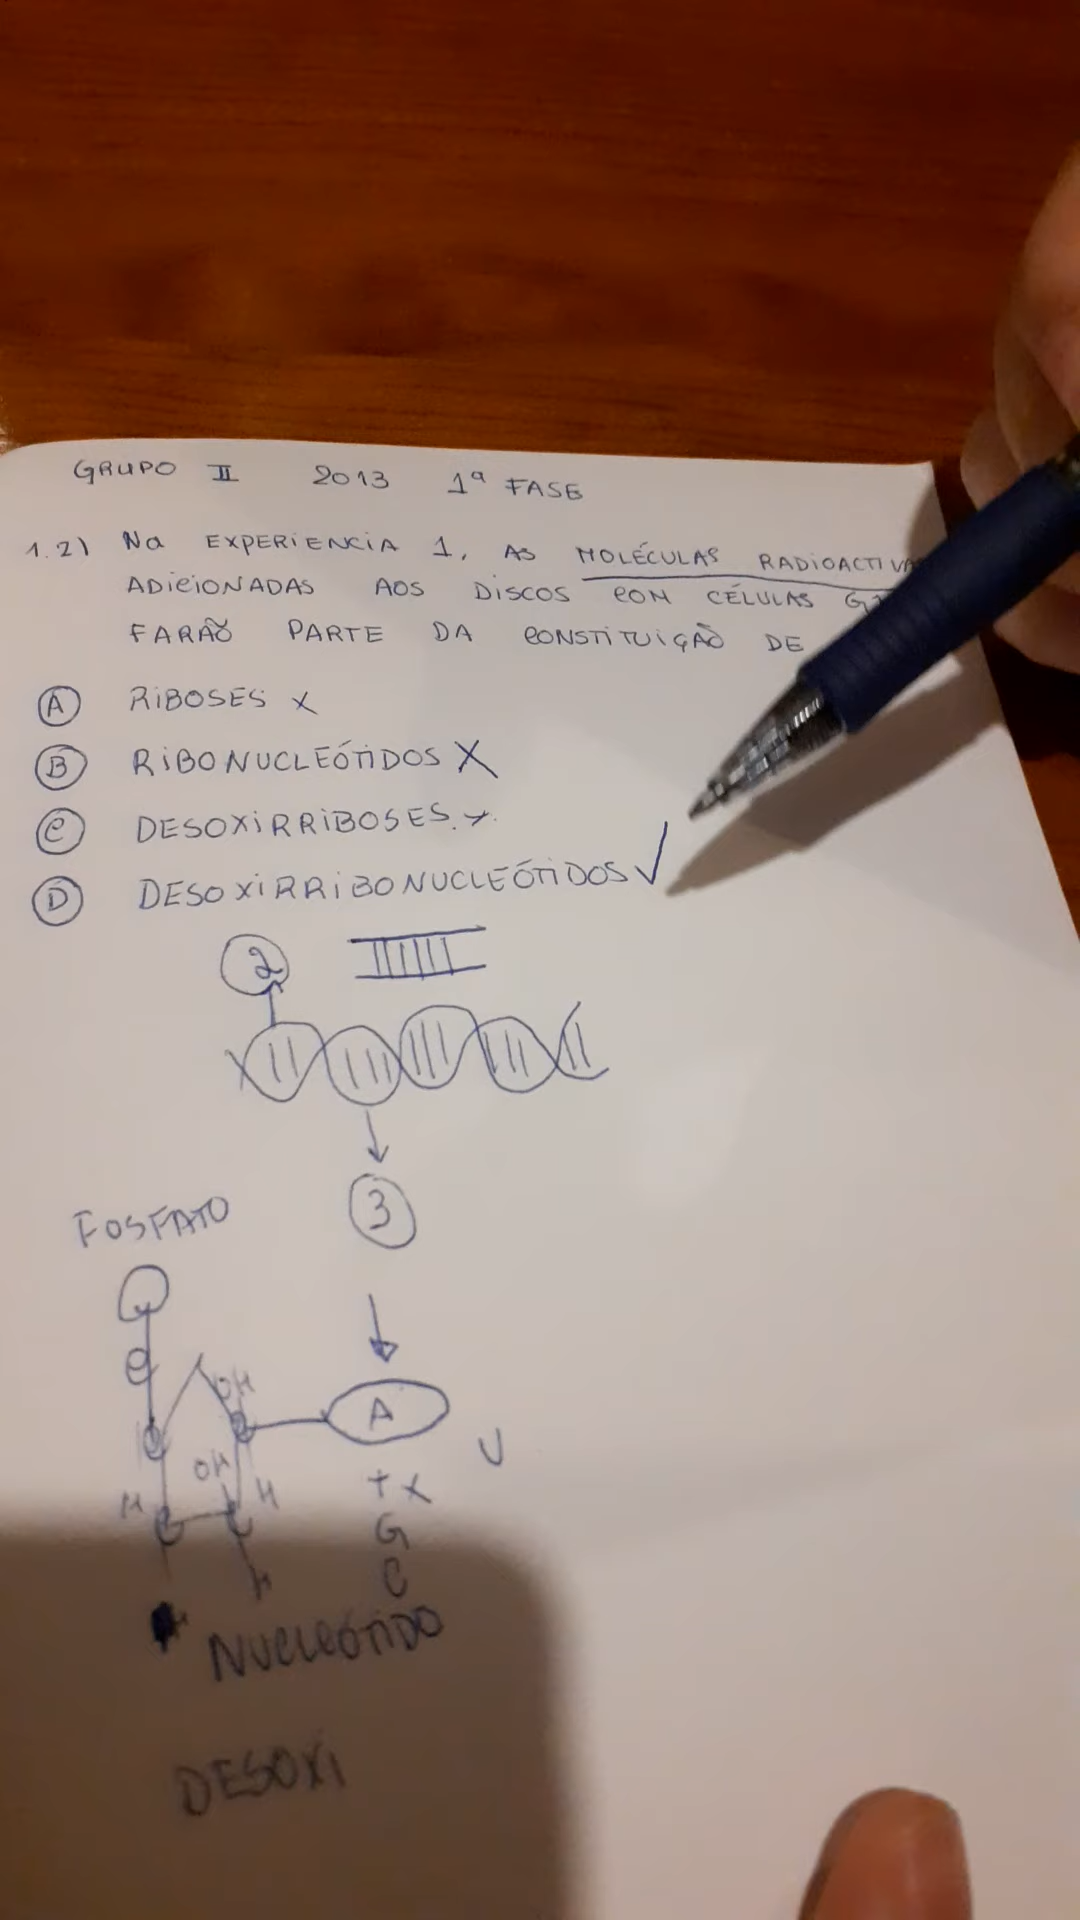 GRUPO II 2013 1ª FASE
1.2) Na EXPERIENCIA 1, AS MOLÉCULAS RADIOACTIVA
ADICIONADAS AOS DISCOS COM CÉLULAS
FARÃO PARTE DA CONSTITUIÇÃO DE
A RIBOSES X
B RIBONUCLEÓTIDOS X
C DESOXIRRIBOSES. X
D DESOXIRRIBONUCLEÓTIDOS ✓
2
3
FOSFATO
OH
A
U
OH
H
H
T X
G
C
H
NUCLEÓTIDO
DESOXI